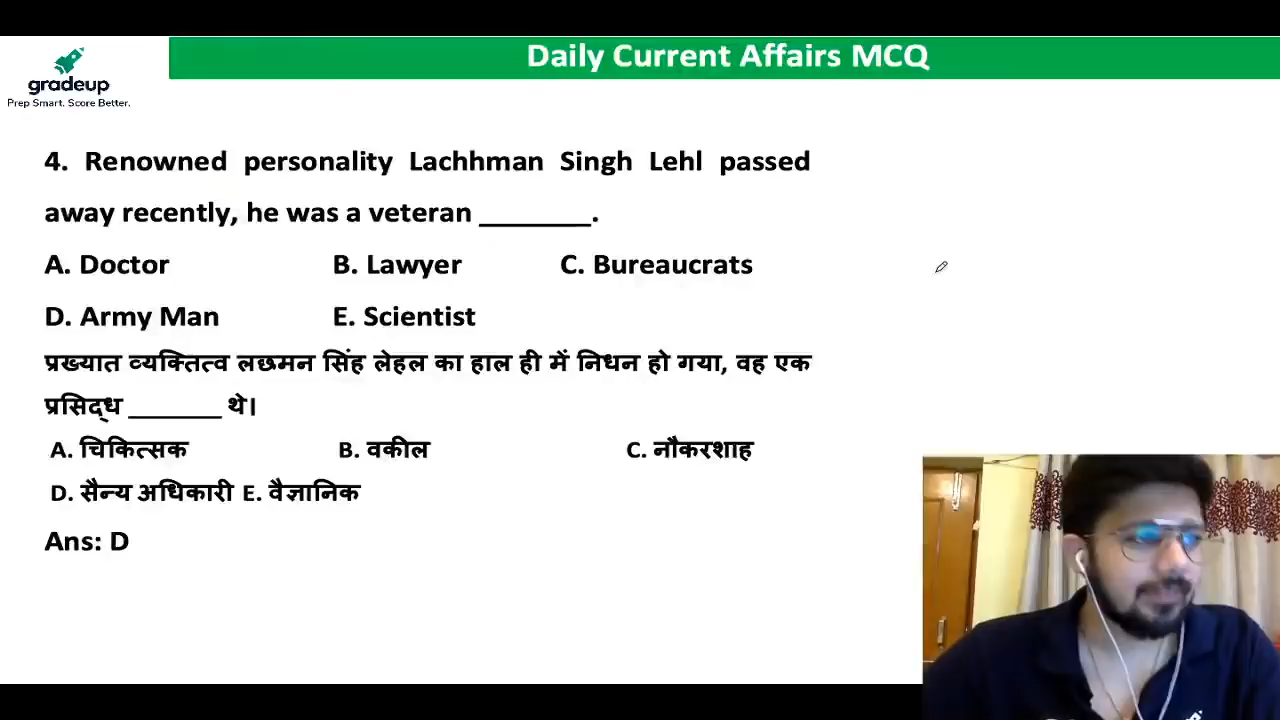 gradeup
Prep Smart. Score Better.
Daily Current Affairs MCQ
4. Renowned personality Lachhman Singh Lehl passed
away recently, he was a veteran ________.
A. Doctor B. Lawyer C. Bureaucrats
D. Army Man E. Scientist
प्रख्यात व्यक्तित्व लछमन सिंह लेहल का हाल ही में निधन हो गया, वह एक
प्रसिद्ध ________ थे।
A. चिकित्सक B. वकील C. नौकरशाह
D. सैन्य अधिकारी E. वैज्ञानिक
Ans: D